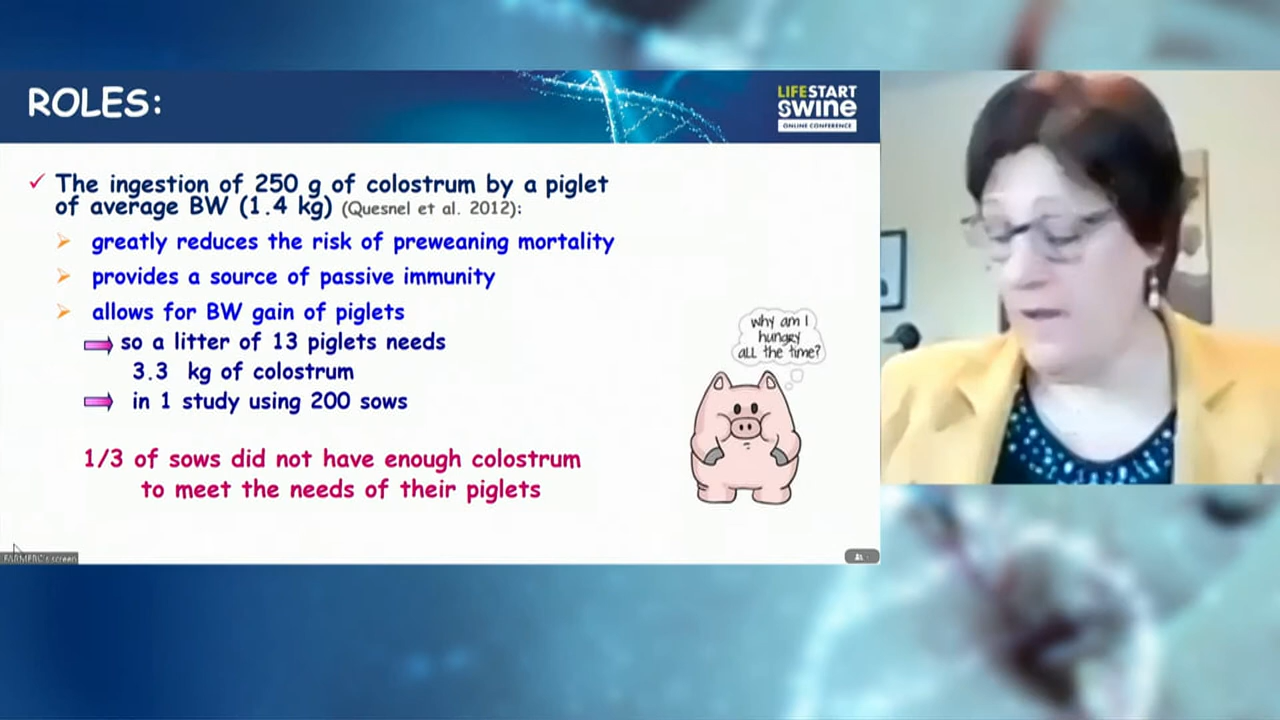 ROLES:
LIFESTART
SWINE
ONLINE CONFERENCE
✓ The ingestion of 250 g of colostrum by a piglet
of average BW (1.4 kg) (Quesnel et al. 2012):
➢ greatly reduces the risk of preweaning mortality
➢ provides a source of passive immunity
➢ allows for BW gain of piglets
so a litter of 13 piglets needs
3.3 kg of colostrum
in 1 study using 200 sows
1/3 of sows did not have enough colostrum
to meet the needs of their piglets
why am I
hungry
all the time?
FARMERC's screen